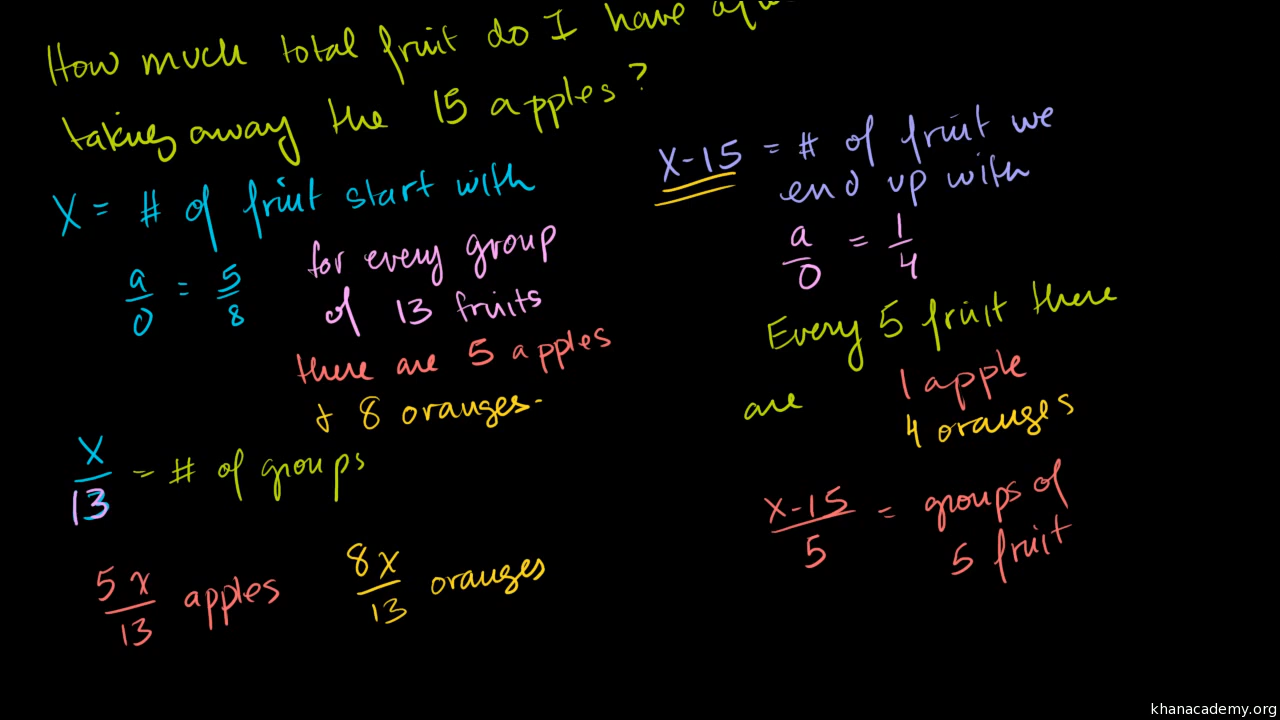 How much total fruit do I have
taking away the 15 apples?
X = # of fruit start with
a/o = 5/8
for every group
of 13 fruits
there are 5 apples
+ 8 oranges.
X/13 = # of groups
5x/13 apples
8x/13 oranges
X-15 = # of fruit we
end up with
a/o = 1/4
Every 5 fruit there
are 1 apple
4 oranges
X-15/5 = groups of
5 fruit
khanacademy.org